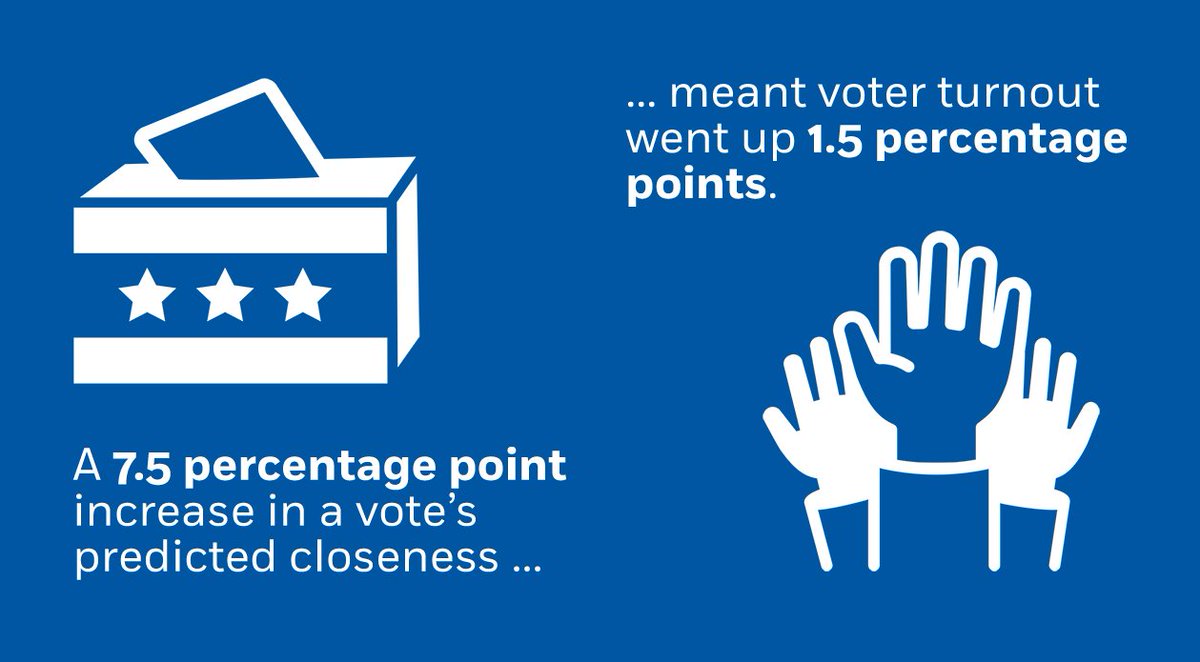 A 7.5 percentage point
increase in a vote’s
predicted closeness ...
... meant voter turnout
went up 1.5 percentage
points.